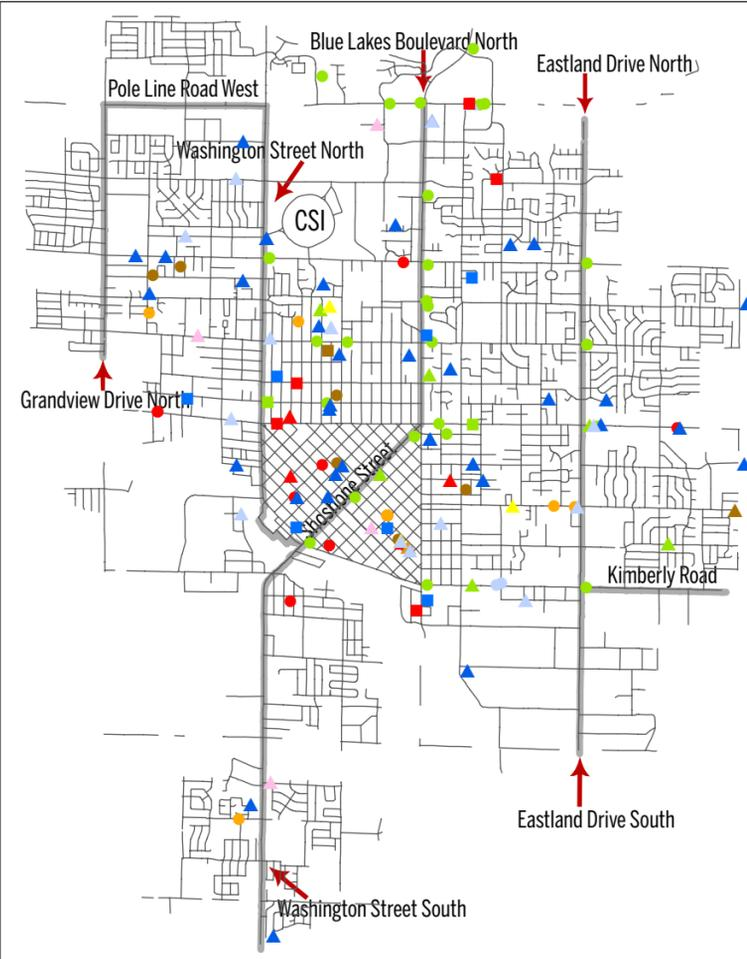 Blue Lakes Boulevard North
Eastland Drive North
Pole Line Road West
Washington Street North
CSI
Grandview Drive North
Shoshone Street
Kimberly Road
Eastland Drive South
Washington Street South